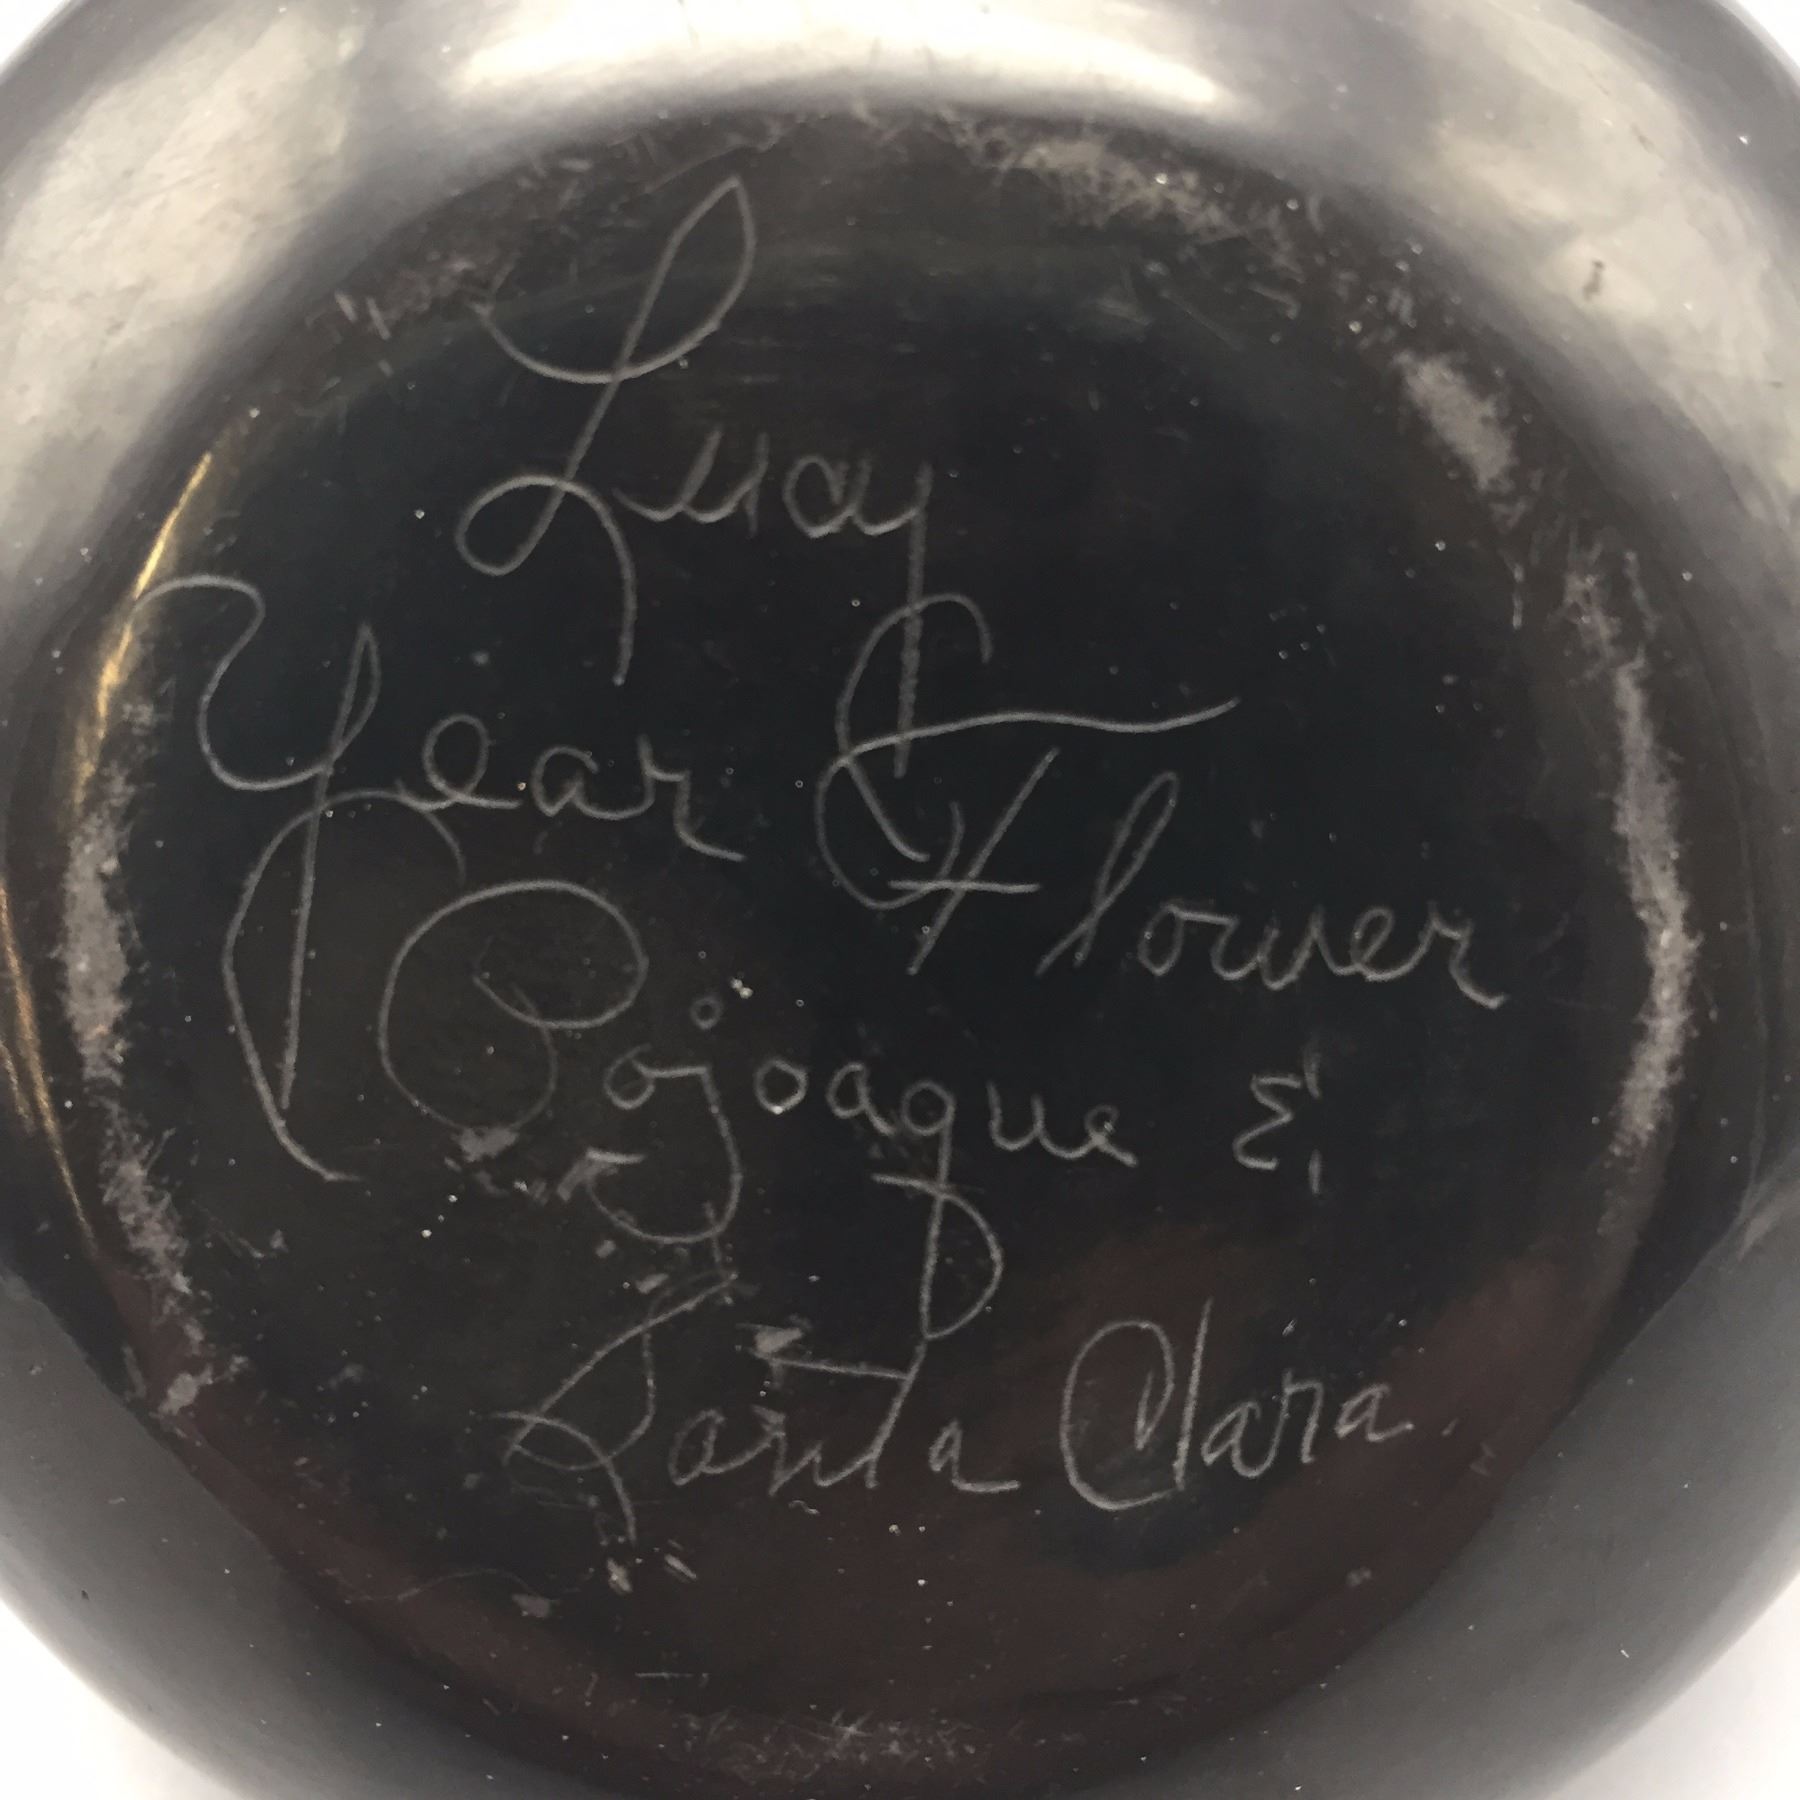 Lucy
Year Flower
Pojoaque &
Santa Clara